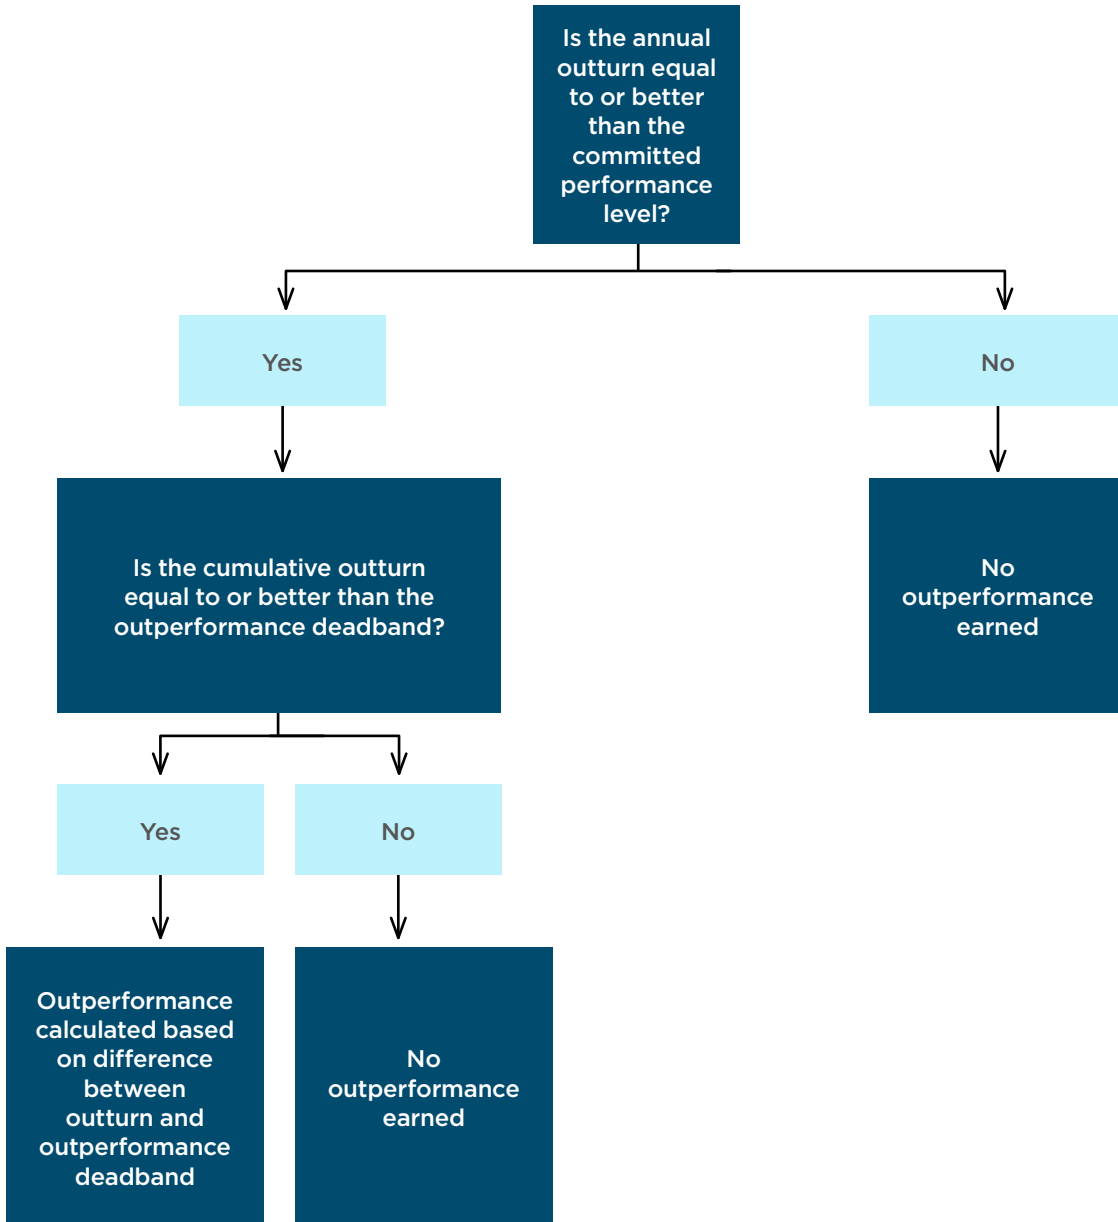 Is the annual
outturn equal
to or better
than the
committed
performance
level?
Yes
No
Is the cumulative outturn
equal to or better than the
outperformance deadband?
No
outperformance
earned
Yes
No
Outperformance
calculated based
on difference
between
outturn and
outperformance
deadband
No
outperformance
earned